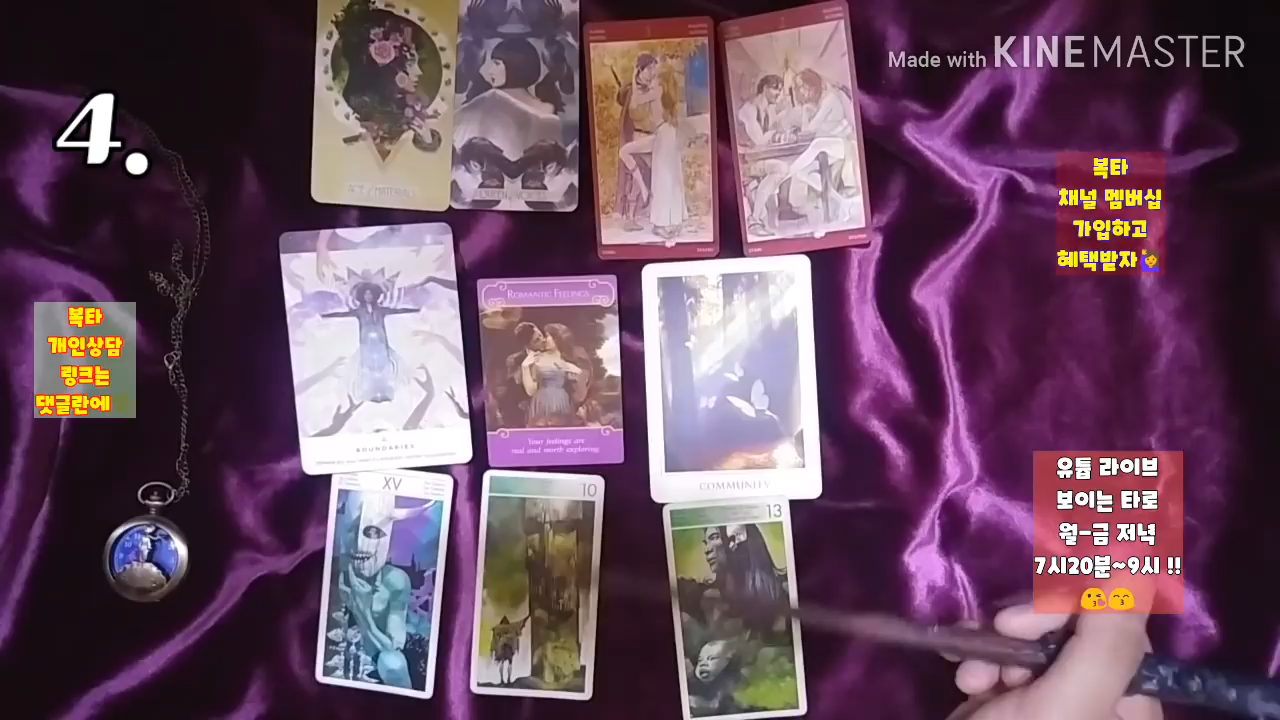 Made with KINEMASTER
4.
복타
채널 멤버십
가입하고
혜택받자
복타
개인상담
링크는
댓글란에
ROMANTIC FEELINGS
Your feelings are
real and worth exploring.
BOUNDARIES
COMMUNITY
XV
10
13
유튭 라이브
보이는 타로
월-금 저녁
7시20분~9시 !!